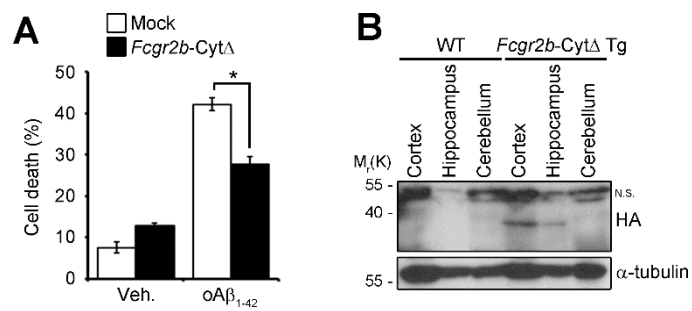 A
Mock
Fcgr2b-CytΔ
*
50
40
30
20
10
0
Cell death (%)
Veh. oAβ1-42
B
WT Fcgr2b-CytΔ Tg
Cortex Hippocampus Cerebellum Cortex Hippocampus Cerebellum
Mr(K)
55 - N.S.
40 - HA
55 - α-tubulin